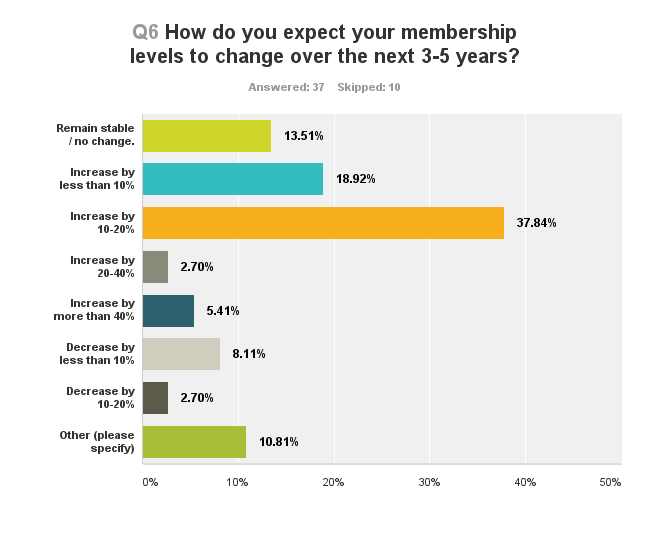 Q6 How do you expect your membership
levels to change over the next 3-5 years?
Answered: 37 Skipped: 10
Remain stable
/ no change.
13.51%
Increase by
less than 10%
18.92%
Increase by
10-20%
37.84%
Increase by
20-40%
2.70%
Increase by
more than 40%
5.41%
Decrease by
less than 10%
8.11%
Decrease by
10-20%
2.70%
Other (please
specify)
10.81%
0% 10% 20% 30% 40% 50%